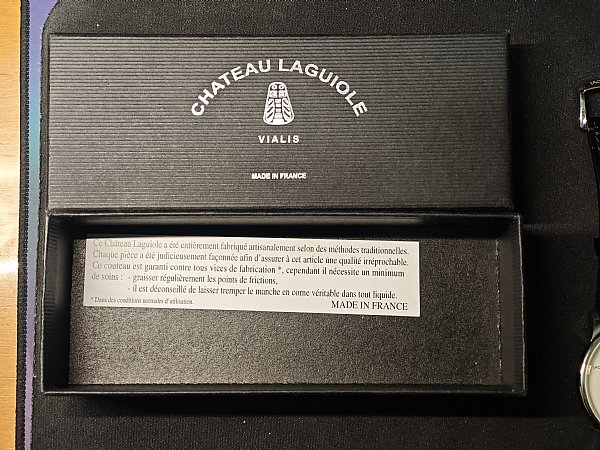 CHATEAU LAGUIOLE
VIALIS
MADE IN FRANCE
Ce Château Laguiole a été entièrement fabriqué artisanalement selon des méthodes traditionnelles.
Chaque pièce a été judicieusement façonnée afin d'assurer à cet article une qualité irréprochable.
Ce couteau est garanti contre tous vices de fabrication *, cependant il nécessite un minimum
de soins : - graisser régulièrement les points de frictions,
- il est déconseillé de laisser tremper le manche en corne véritable dans tout liquide.
* Dans des conditions normales d'utilisation.
MADE IN FRANCE